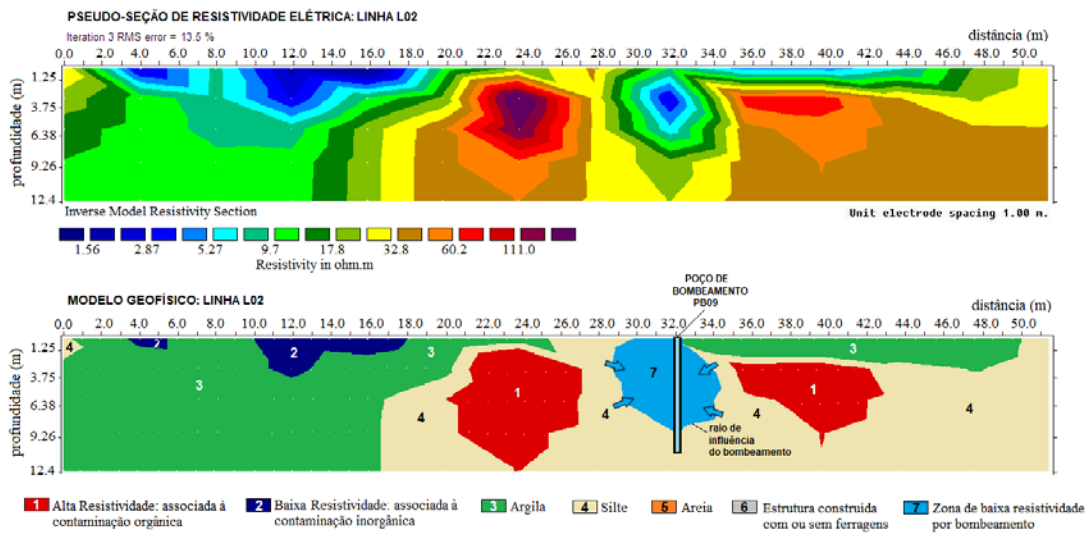 PSEUDO-SEÇÃO DE RESISTIVIDADE ELÉTRICA: LINHA L02
Iteration 3 RMS error = 13.5 %
distância (m)
0.0 2.0 4.0 6.0 8.0 10.0 12.0 14.0 16.0 18.0 20.0 22.0 24.0 26.0 28.0 30.0 32.0 34.0 36.0 38.0 40.0 42.0 44.0 46.0 48.0 50.0
profundidade (m)
1.25
3.75
6.38
9.26
12.4
Inverse Model Resistivity Section
Unit electrode spacing 1.00 m.
1.56 2.87 5.27 9.7 17.8 32.8 60.2 111.0
Resistivity in ohm.m
POÇO DE
BOMBEAMENTO
PB09
MODELO GEOFÍSICO: LINHA L02
distância (m)
0.0 2.0 4.0 6.0 8.0 10.0 12.0 14.0 16.0 18.0 20.0 22.0 24.0 26.0 28.0 30.0 32.0 34.0 36.0 38.0 40.0 42.0 44.0 46.0 48.0 50.0
profundidade (m)
1.25
3.75
6.38
9.26
12.4
4 2 2 3 3
3 4 1 4 7 4 1 4
raio de
influência
do bombeamento
1 Alta Resistividade: associada à
contaminação orgânica
2 Baixa Resistividade: associada à
contaminação inorgânica
3 Argila
4 Silte
5 Areia
6 Estrutura construida
com ou sem ferragens
7 Zona de baixa resistividade
por bombeamento